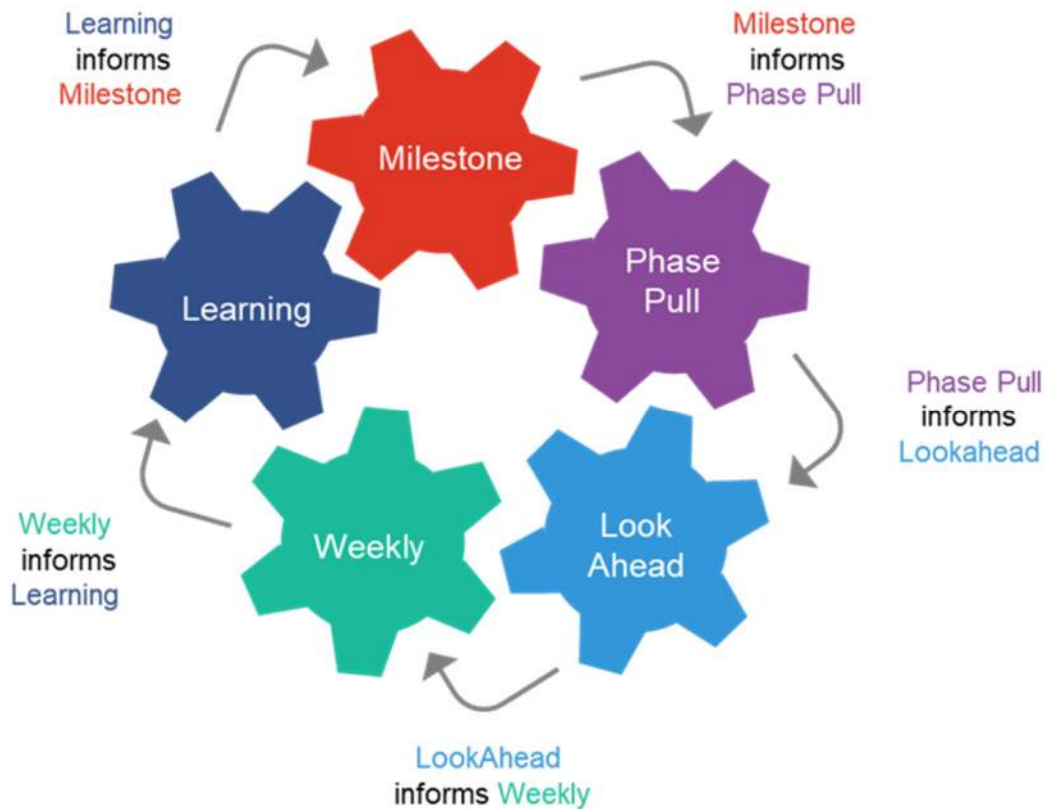 Learning
informs
Milestone
Milestone
informs
Phase Pull
Milestone
Phase
Pull
Learning
Phase Pull
informs
Lookahead
Look
Ahead
Weekly
Weekly
informs
Learning
LookAhead
informs Weekly